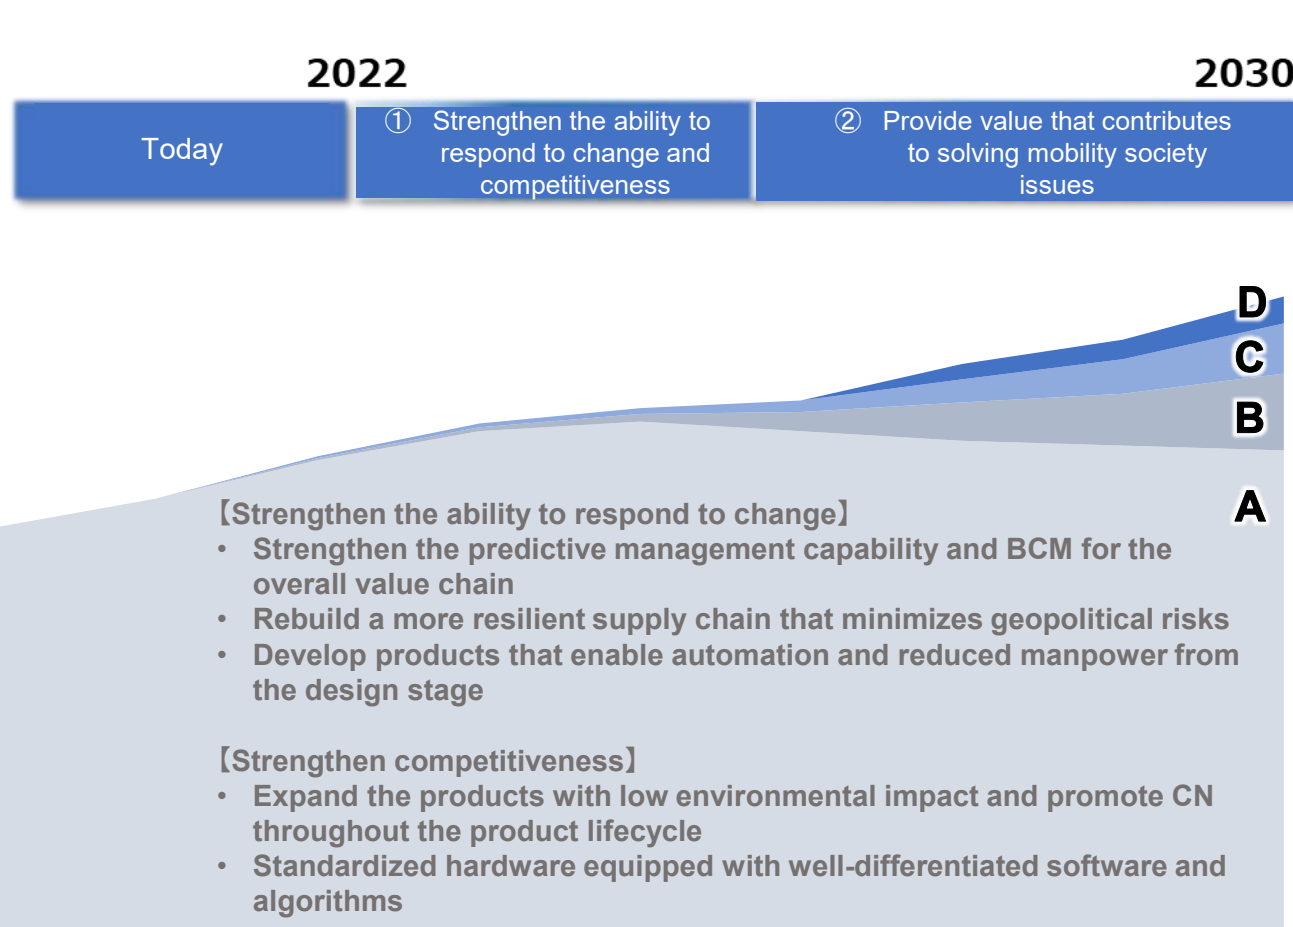 2022
2030
Today
① Strengthen the ability to
respond to change and
competitiveness
② Provide value that contributes
to solving mobility society
issues
D
C
B
A
【Strengthen the ability to respond to change】
• Strengthen the predictive management capability and BCM for the
overall value chain
• Rebuild a more resilient supply chain that minimizes geopolitical risks
• Develop products that enable automation and reduced manpower from
the design stage
【Strengthen competitiveness】
• Expand the products with low environmental impact and promote CN
throughout the product lifecycle
• Standardized hardware equipped with well-differentiated software and
algorithms